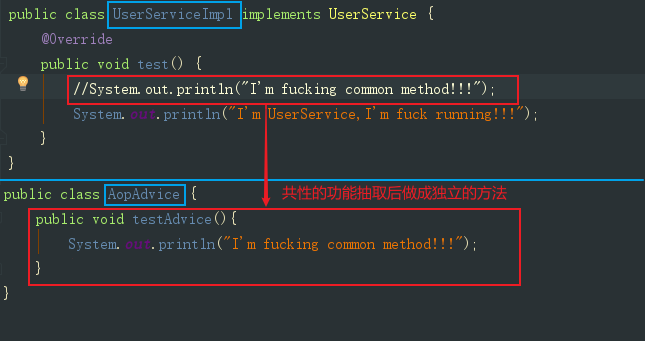 public class UserServiceImpl implements UserService {
@Override
public void test() {
//System.out.println("I'm fucking common method!!!");
System.out.println("I'm UserService,I'm fuck running!!!");
}
}
public class AopAdvice {
共性的功能抽取后做成独立的方法
public void testAdvice(){
System.out.println("I'm fucking common method!!!");
}
}